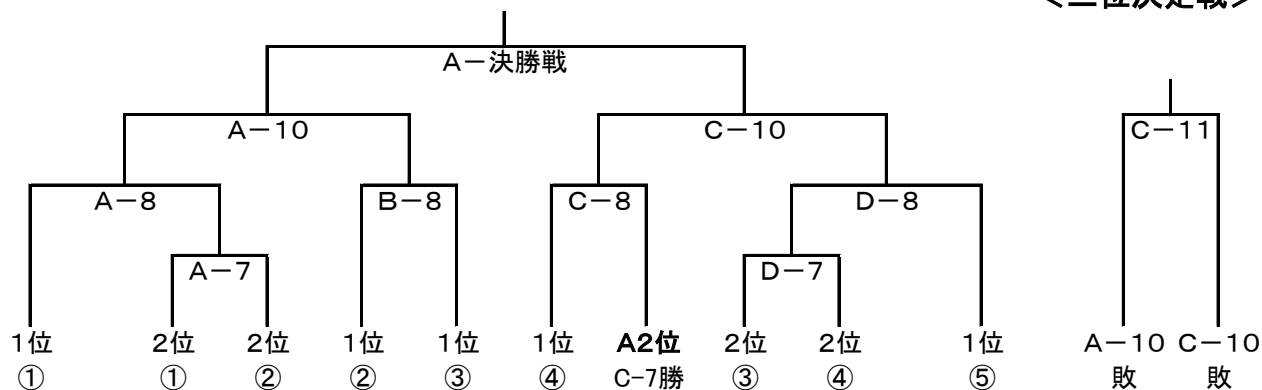 ＜三位決定戦＞
A－決勝戦
A－10 C－10 C－11
A－8 B－8 C－8 D－8
A－7 D－7
1位 2位 2位 1位 1位 1位 A2位 2位 2位 1位 A－10 C－10
① ① ② ② ③ ④ C-7勝 ③ ④ ⑤ 敗 敗